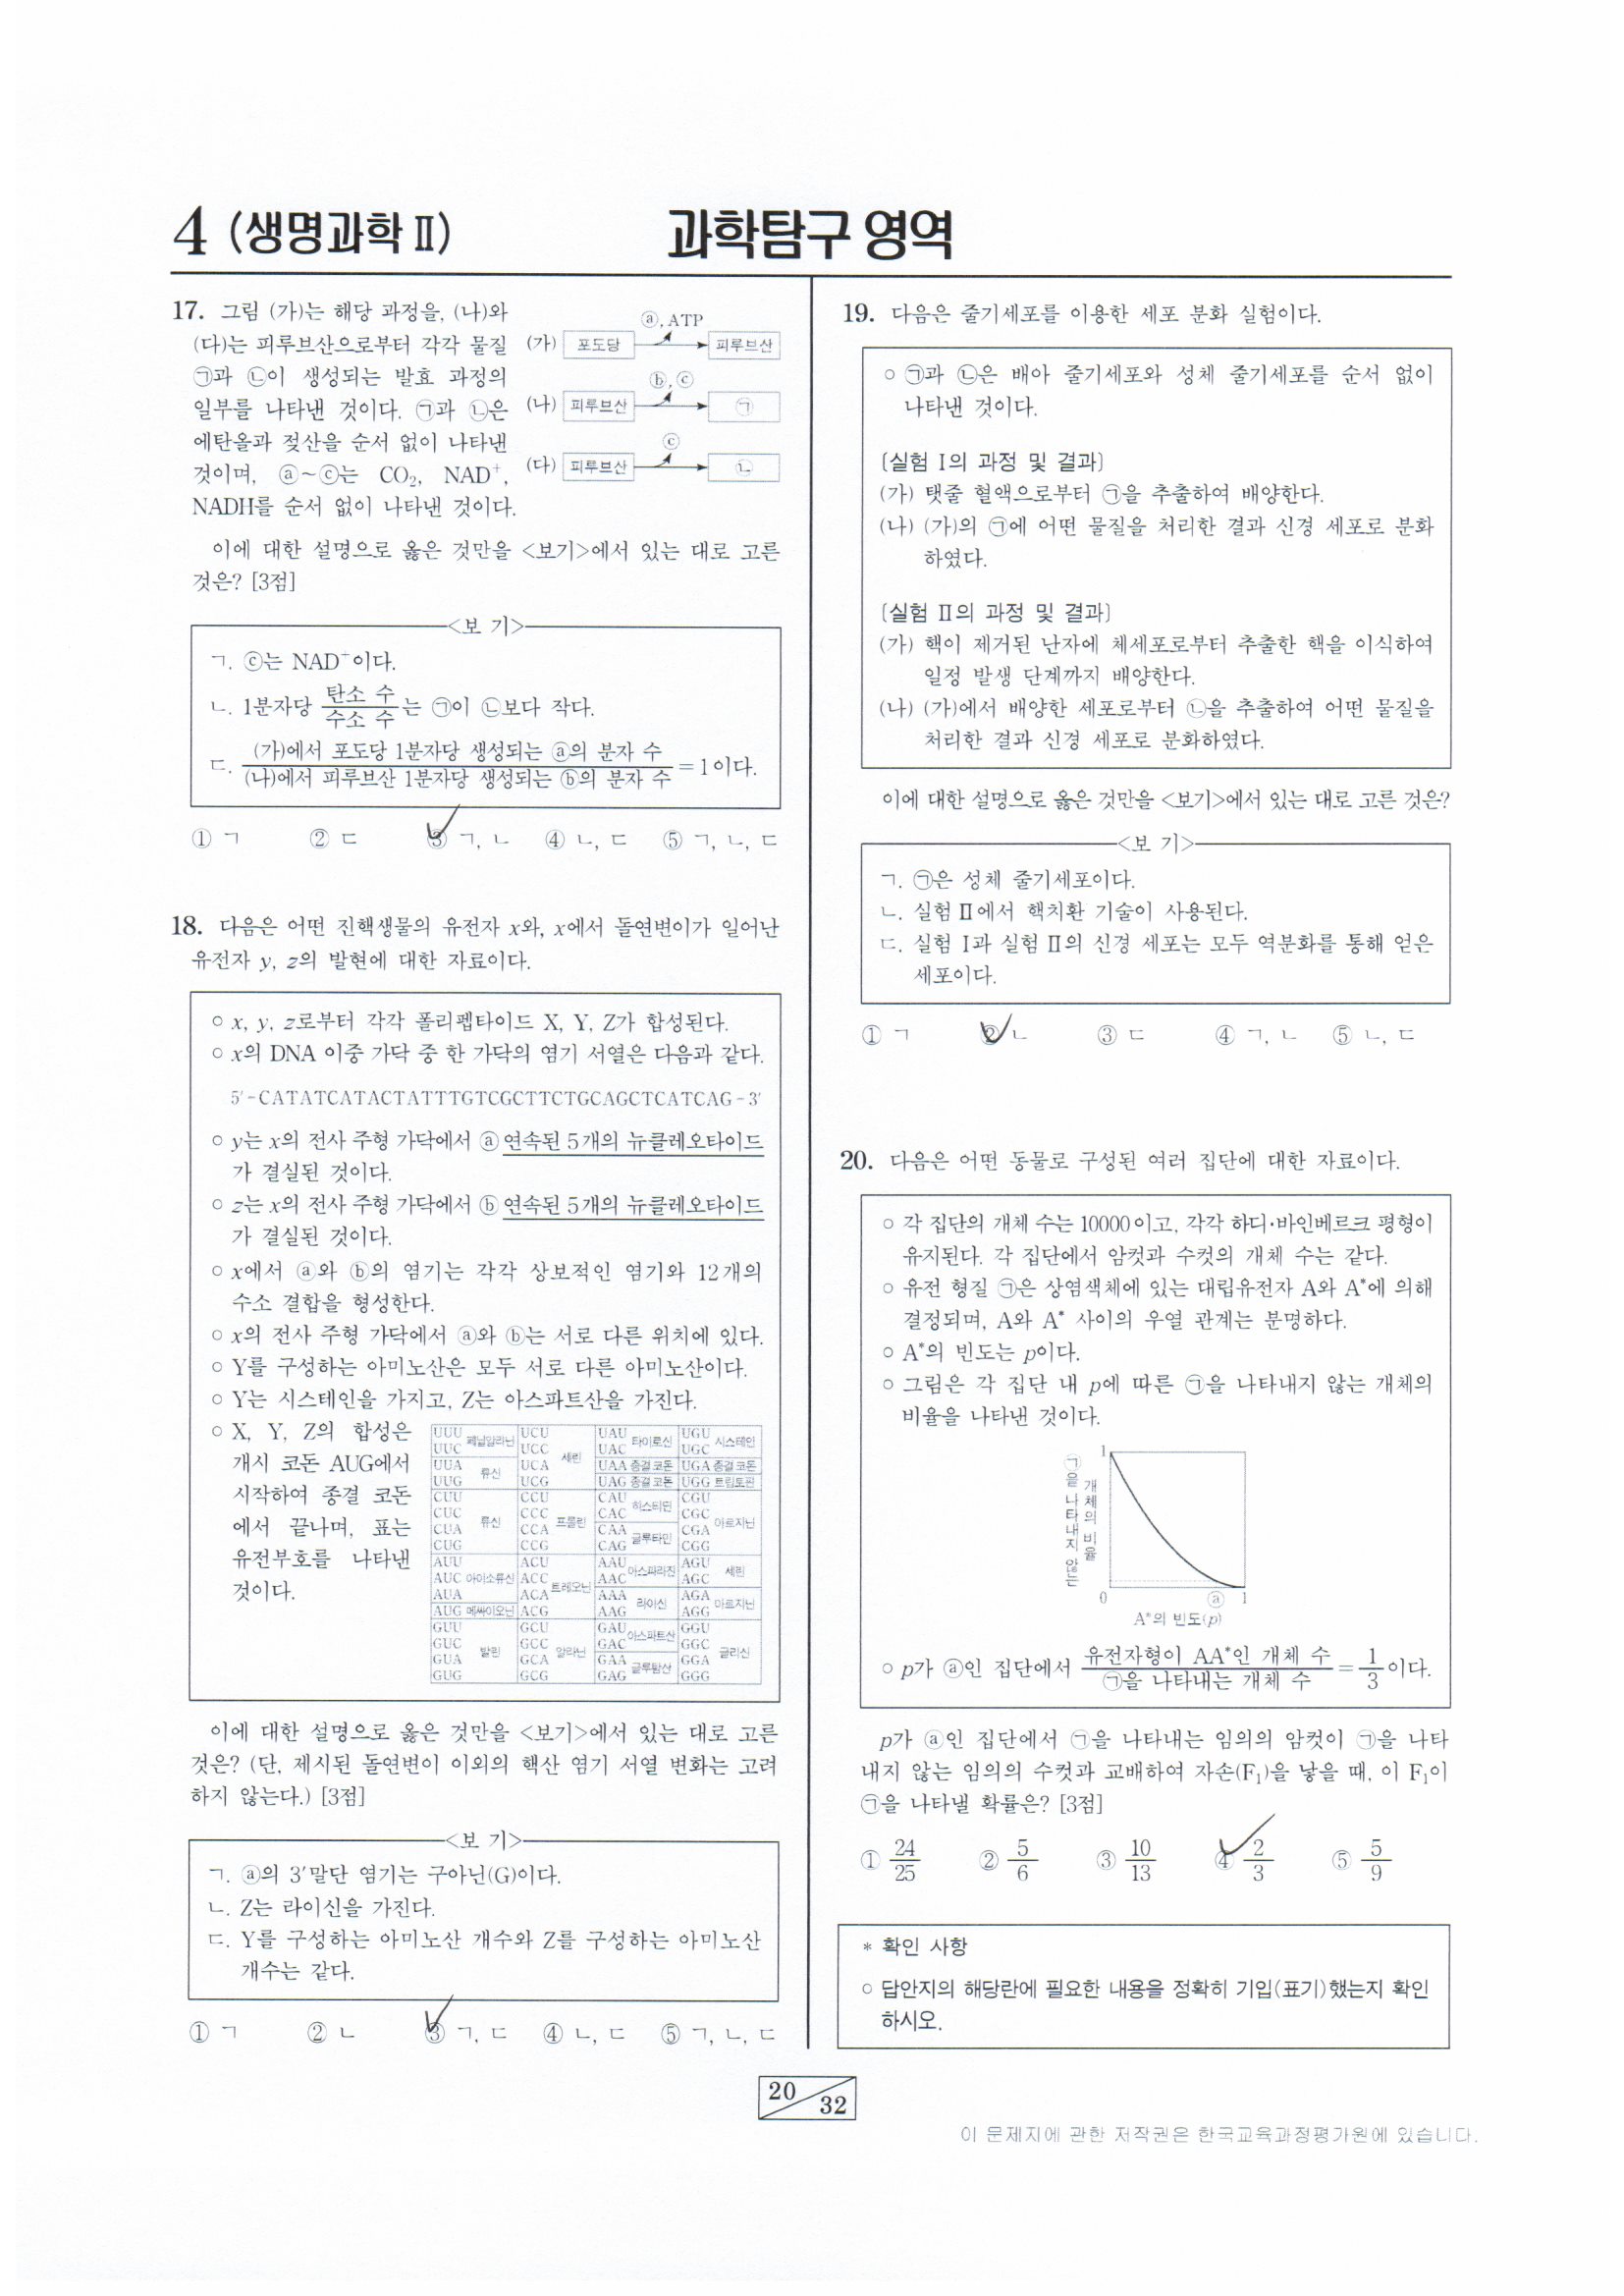 4 (생명과학 Ⅱ)
과학탐구 영역
17. 그림 (가)는 해당 과정을, (나)와
(다)는 피루브산으로부터 각각 물질
㉠과 ㉡이 생성되는 발효 과정의
일부를 나타낸 것이다. ㉠과 ㉡은
에탄올과 젖산을 순서 없이 나타낸
것이며, ⓐ~ⓒ는 CO₂, NAD⁺,
NADH를 순서 없이 나타낸 것이다.
ⓐ, ATP
(가) 포도당 피루브산
ⓑ, ⓒ
(나) 피루브산 ㉠
ⓒ
(다) 피루브산 ㉡
이에 대한 설명으로 옳은 것만을 <보기>에서 있는 대로 고른
것은? [3점]
<보 기>
ㄱ. ⓒ는 NAD⁺이다.
ㄴ. 1분자당 탄소 수/수소 수는 ㉠이 ㉡보다 작다.
ㄷ. (가)에서 포도당 1분자당 생성되는 ⓐ의 분자 수/(나)에서 피루브산 1분자당 생성되는 ⓑ의 분자 수 = 1이다.
① ㄱ ② ㄷ ③ ㄱ, ㄴ ④ ㄴ, ㄷ ⑤ ㄱ, ㄴ, ㄷ
18. 다음은 어떤 진핵생물의 유전자 x와, x에서 돌연변이가 일어난
유전자 y, z의 발현에 대한 자료이다.
○ x, y, z로부터 각각 폴리펩타이드 X, Y, Z가 합성된다.
○ x의 DNA 이중 가닥 중 한 가닥의 염기 서열은 다음과 같다.
5′-CATATCATACTATTTGTCGCTTCTGCAGCTCATCAG-3′
○ y는 x의 전사 주형 가닥에서 ⓐ 연속된 5개의 뉴클레오타이드
가 결실된 것이다.
○ z는 x의 전사 주형 가닥에서 ⓑ 연속된 5개의 뉴클레오타이드
가 결실된 것이다.
○ x에서 ⓐ와 ⓑ의 염기는 각각 상보적인 염기와 12개의
수소 결합을 형성한다.
○ x의 전사 주형 가닥에서 ⓐ와 ⓑ는 서로 다른 위치에 있다.
○ Y를 구성하는 아미노산은 모두 서로 다른 아미노산이다.
○ Y는 시스테인을 가지고, Z는 아스파트산을 가진다.
○ X, Y, Z의 합성은
개시 코돈 AUG에서
시작하여 종결 코돈
에서 끝나며, 표는
유전부호를 나타낸
것이다.
UUU 페닐알라닌 UCU UAU 타이로신 UGU 시스테인
UUC UCC 세린 UAC UGC
UUA 류신 UCA UAA 종결 코돈 UGA 종결 코돈
UUG UCG UAG 종결 코돈 UGG 트립토판
CUU CCU CAU 히스티딘 CGU
CUC 류신 CCC 프롤린 CAC CGC 아르지닌
CUA CCA CAA 글루타민 CGA
CUG CCG CAG CGG
AUU ACU AAU 아스파라진 AGU 세린
AUC 아이소류신 ACC 트레오닌 AAC AGC
AUA ACA AAA 라이신 AGA 아르지닌
AUG 메싸이오닌 ACG AAG AGG
GUU GCU GAU 아스파트산 GGU
GUC 발린 GCC 알라닌 GAC GGC 글리신
GUA GCA GAA 글루탐산 GGA
GUG GCG GAG GGG
이에 대한 설명으로 옳은 것만을 <보기>에서 있는 대로 고른
것은? (단, 제시된 돌연변이 이외의 핵산 염기 서열 변화는 고려
하지 않는다.) [3점]
<보 기>
ㄱ. ⓐ의 3′말단 염기는 구아닌(G)이다.
ㄴ. Z는 라이신을 가진다.
ㄷ. Y를 구성하는 아미노산 개수와 Z를 구성하는 아미노산
개수는 같다.
① ㄱ ② ㄴ ③ ㄱ, ㄷ ④ ㄴ, ㄷ ⑤ ㄱ, ㄴ, ㄷ
19. 다음은 줄기세포를 이용한 세포 분화 실험이다.
○ ㉠과 ㉡은 배아 줄기세포와 성체 줄기세포를 순서 없이
나타낸 것이다.
[실험 Ⅰ의 과정 및 결과]
(가) 탯줄 혈액으로부터 ㉠을 추출하여 배양한다.
(나) (가)의 ㉠에 어떤 물질을 처리한 결과 신경 세포로 분화
하였다.
[실험 Ⅱ의 과정 및 결과]
(가) 핵이 제거된 난자에 체세포로부터 추출한 핵을 이식하여
일정 발생 단계까지 배양한다.
(나) (가)에서 배양한 세포로부터 ㉡을 추출하여 어떤 물질을
처리한 결과 신경 세포로 분화하였다.
이에 대한 설명으로 옳은 것만을 <보기>에서 있는 대로 고른 것은?
<보 기>
ㄱ. ㉠은 성체 줄기세포이다.
ㄴ. 실험 Ⅱ에서 핵치환 기술이 사용된다.
ㄷ. 실험 Ⅰ과 실험 Ⅱ의 신경 세포는 모두 역분화를 통해 얻은
세포이다.
① ㄱ ② ㄴ ③ ㄷ ④ ㄱ, ㄴ ⑤ ㄴ, ㄷ
20. 다음은 어떤 동물로 구성된 여러 집단에 대한 자료이다.
○ 각 집단의 개체 수는 10000이고, 각각 하디·바인베르크 평형이
유지된다. 각 집단에서 암컷과 수컷의 개체 수는 같다.
○ 유전 형질 ㉠은 상염색체에 있는 대립유전자 A와 A*에 의해
결정되며, A와 A* 사이의 우열 관계는 분명하다.
○ A*의 빈도는 p이다.
○ 그림은 각 집단 내 p에 따른 ㉠을 나타내지 않는 개체의
비율을 나타낸 것이다.
㉠을 나타내지 않는 개체의 비율
1
0 ⓐ 1
A*의 빈도(p)
○ p가 ⓐ인 집단에서 유전자형이 AA*인 개체 수/㉠을 나타내는 개체 수 = 1/3이다.
p가 ⓐ인 집단에서 ㉠을 나타내는 임의의 암컷이 ㉠을 나타
내지 않는 임의의 수컷과 교배하여 자손(F₁)을 낳을 때, 이 F₁이
㉠을 나타낼 확률은? [3점]
① 24/25 ② 5/6 ③ 10/13 ④ 2/3 ⑤ 5/9
* 확인 사항
○ 답안지의 해당란에 필요한 내용을 정확히 기입(표기)했는지 확인
하시오.
20 32
이 문제지에 관한 저작권은 한국교육과정평가원에 있습니다.